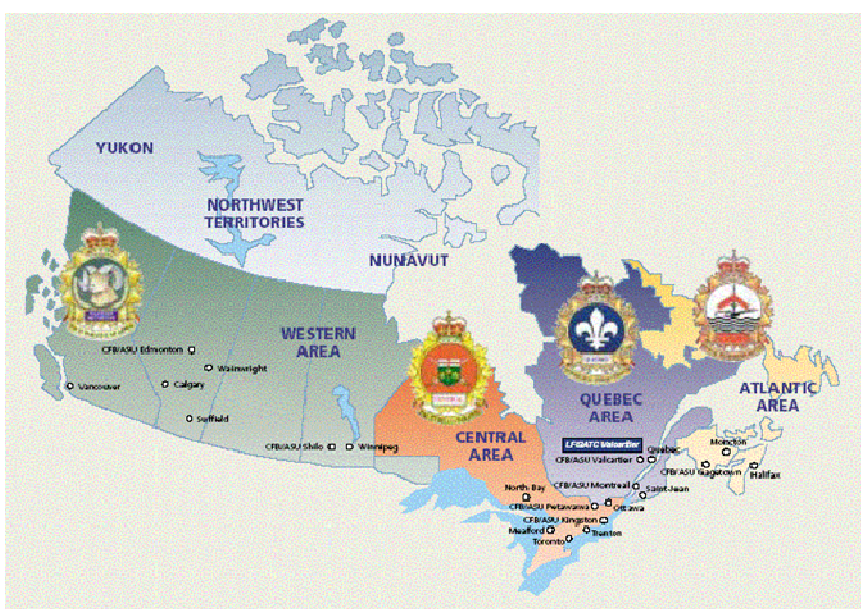 YUKON
NORTHWEST
TERRITORIES
NUNAVUT
WESTERN
AREA
CFB/ASU Edmonton
Wainwright
Vancouver
Calgary
Suffield
CFB/ASU Shilo
Winnipeg
CENTRAL
AREA
North Bay
CFB/ASU Petawawa
Ottawa
CFB/ASU Kingston
Meaford
Trenton
Toronto
QUEBEC
AREA
LFQATC Valcartier
Quebec
CFB/ASU Valcartier
CFB/ASU Montreal
Saint-Jean
ATLANTIC
AREA
Moncton
CFB/ASU Gagetown
Halifax